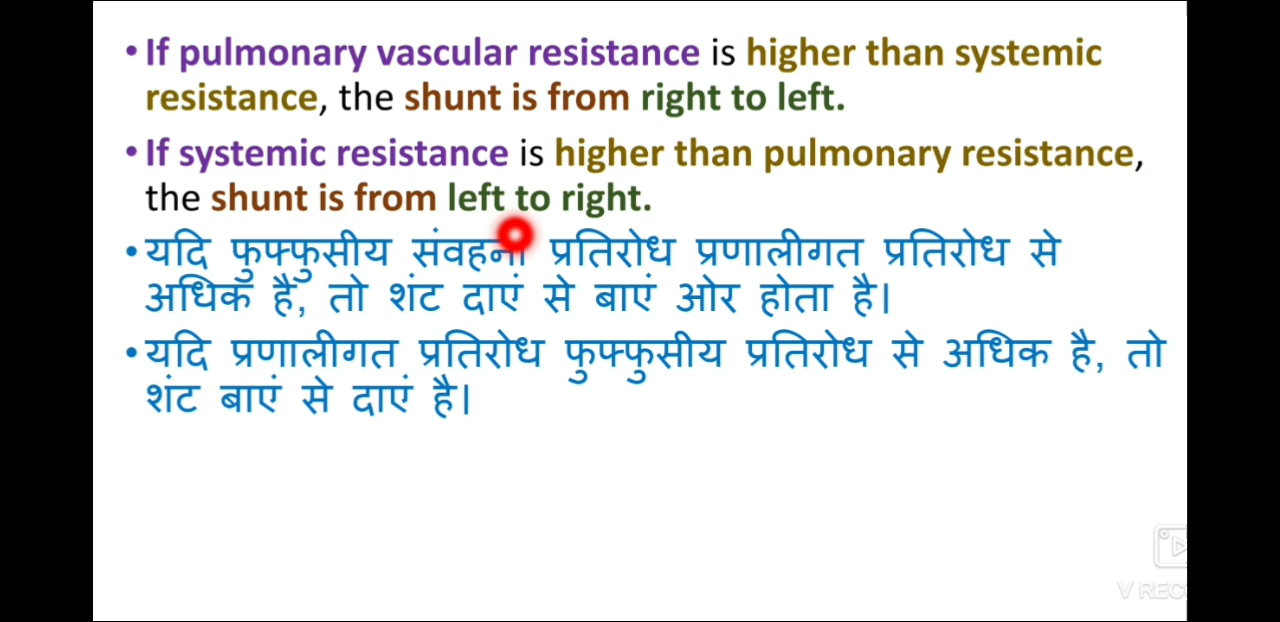 • If pulmonary vascular resistance is higher than systemic
resistance, the shunt is from right to left.
• If systemic resistance is higher than pulmonary resistance,
the shunt is from left to right.
• यदि फुफ्फुसीय संवहनी प्रतिरोध प्रणालीगत प्रतिरोध से
अधिक है, तो शंट दाएं से बाएं ओर होता है।
• यदि प्रणालीगत प्रतिरोध फुफ्फुसीय प्रतिरोध से अधिक है, तो
शंट बाएं से दाएं है।
V REC